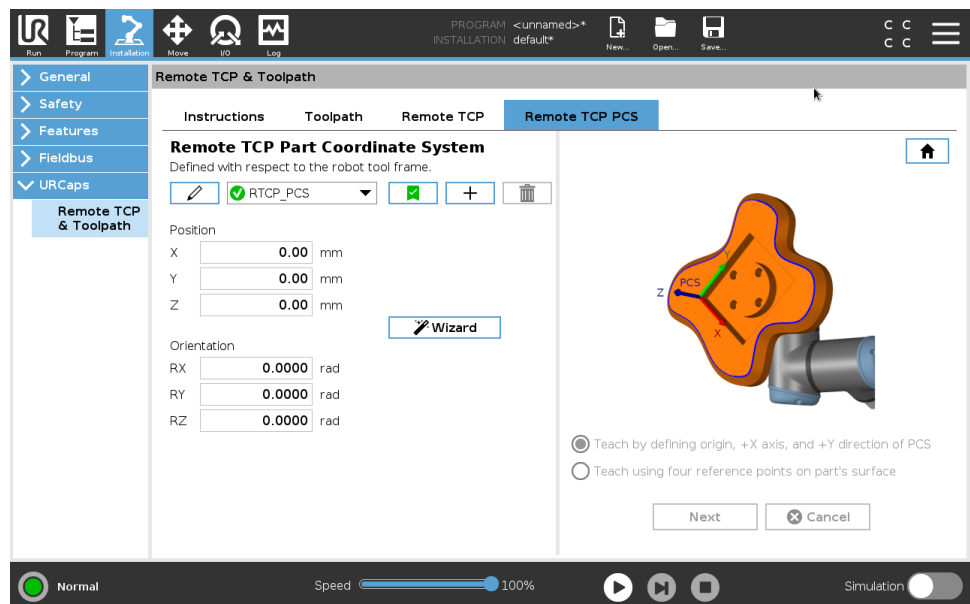 PROGRAM <unnamed>*
INSTALLATION default*
Run
Program
Installation
Move
I/O
Log
New...
Open...
Save...
C C
C C
General
Safety
Features
Fieldbus
URCaps
Remote TCP
& Toolpath
Remote TCP & Toolpath
Instructions
Toolpath
Remote TCP
Remote TCP PCS
Remote TCP Part Coordinate System
Defined with respect to the robot tool frame.
RTCP_PCS
Position
X 0.00 mm
Y 0.00 mm
Z 0.00 mm
Wizard
Orientation
RX 0.0000 rad
RY 0.0000 rad
RZ 0.0000 rad
Y
PCS
Z
X
Teach by defining origin, +X axis, and +Y direction of PCS
Teach using four reference points on part's surface
Next
Cancel
Normal
Speed
100%
Simulation